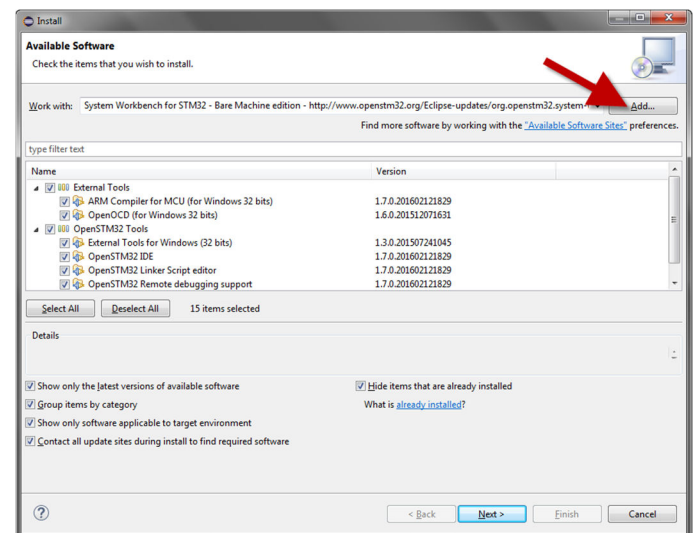 Install
Available Software
Check the items that you wish to install.
Work with: System Workbench for STM32 - Bare Machine edition - http://www.openstm32.org/Eclipse-updates/org.openstm32.system- Add...
Find more software by working with the "Available Software Sites" preferences.
type filter text
Name Version
External Tools
ARM Compiler for MCU (for Windows 32 bits) 1.7.0.201602121829
OpenOCD (for Windows 32 bits) 1.6.0.201512071631
OpenSTM32 Tools
External Tools for Windows (32 bits) 1.3.0.201507241045
OpenSTM32 IDE 1.7.0.201602121829
OpenSTM32 Linker Script editor 1.7.0.201602121829
OpenSTM32 Remote debugging support 1.7.0.201602121829
Select All Deselect All 15 items selected
Details
Show only the latest versions of available software Hide items that are already installed
Group items by category What is already installed?
Show only software applicable to target environment
Contact all update sites during install to find required software
? < Back Next > Finish Cancel